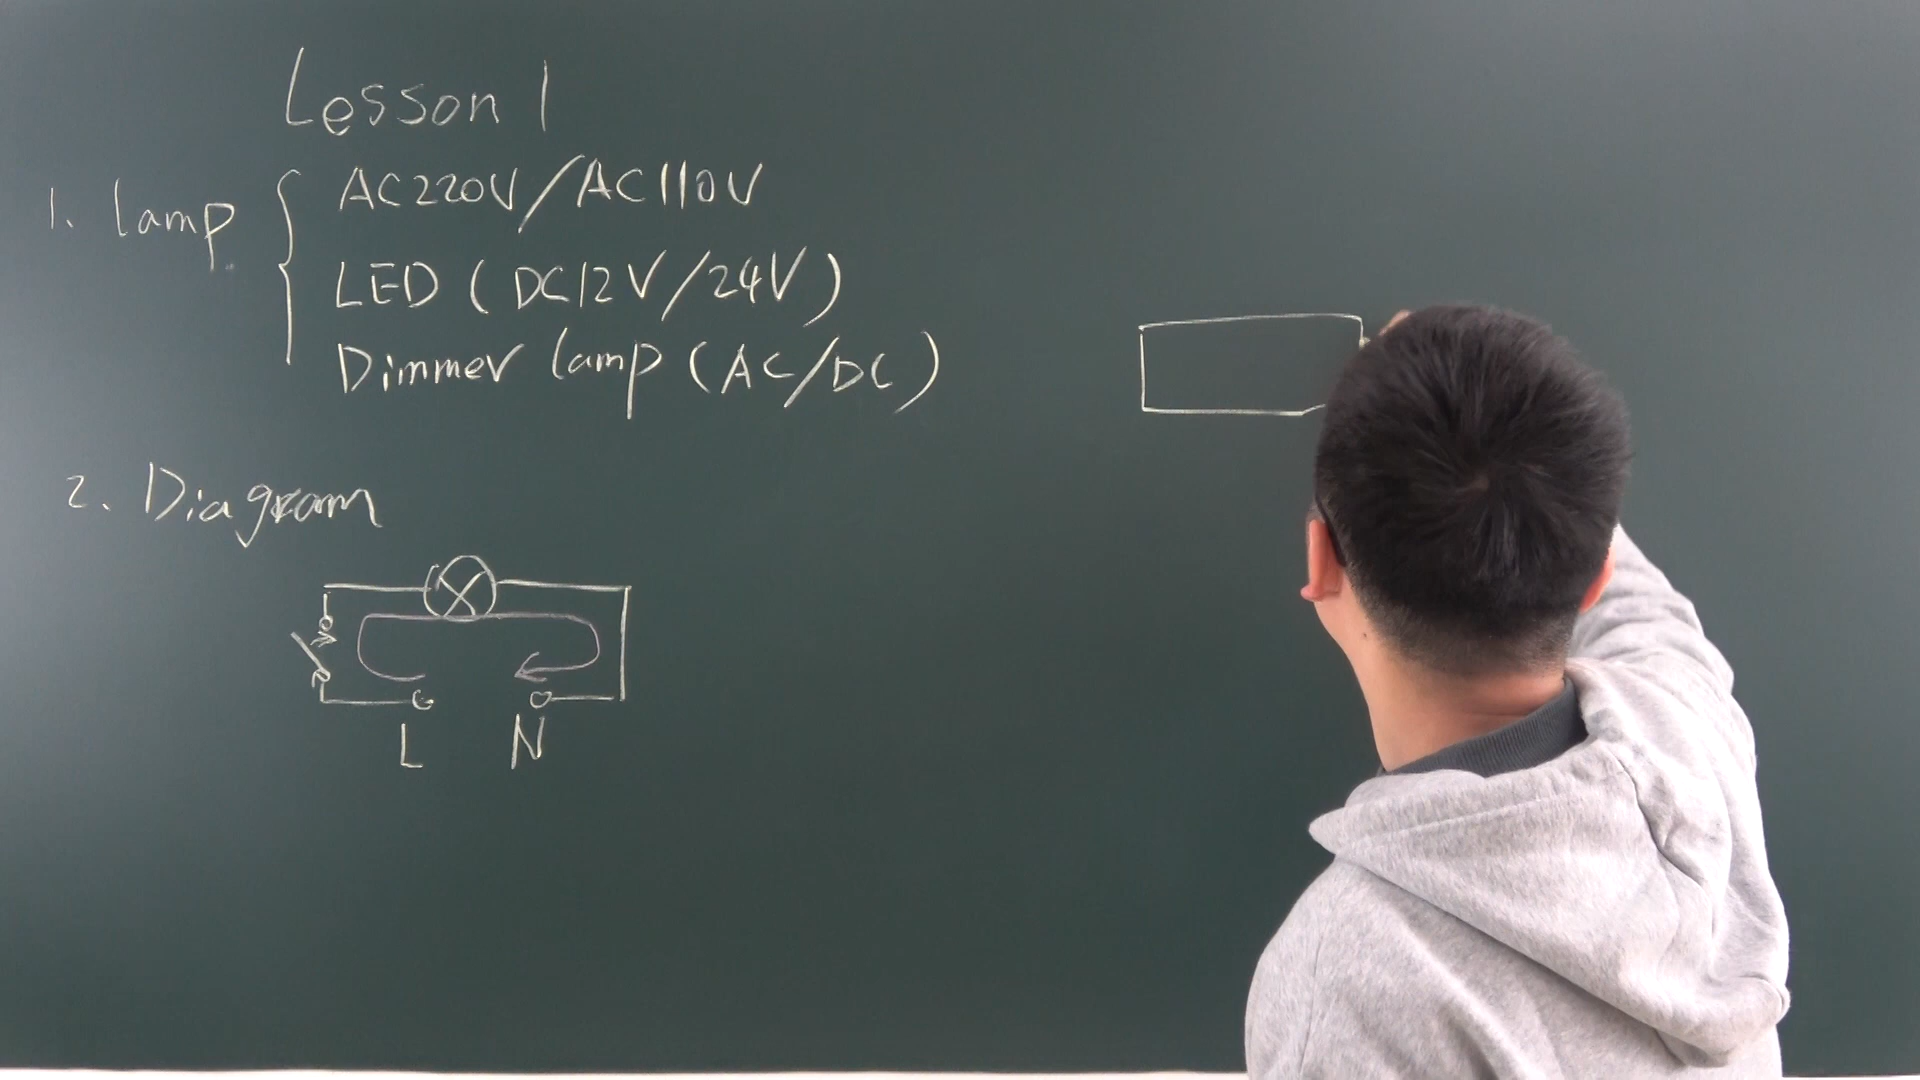 Lesson 1
1. lamp
AC220V/AC110V
LED (DC12V/24V)
Dimmer lamp (AC/DC)
2. Diagram
L N